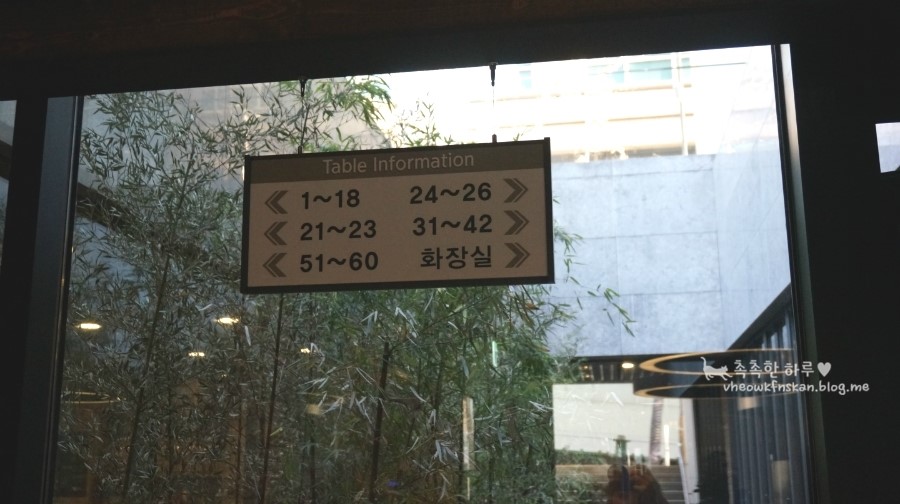 Table Information
1~18 24~26
21~23 31~42
51~60 화장실
촉촉한 하루♥
vheowkfnskan.blog.me